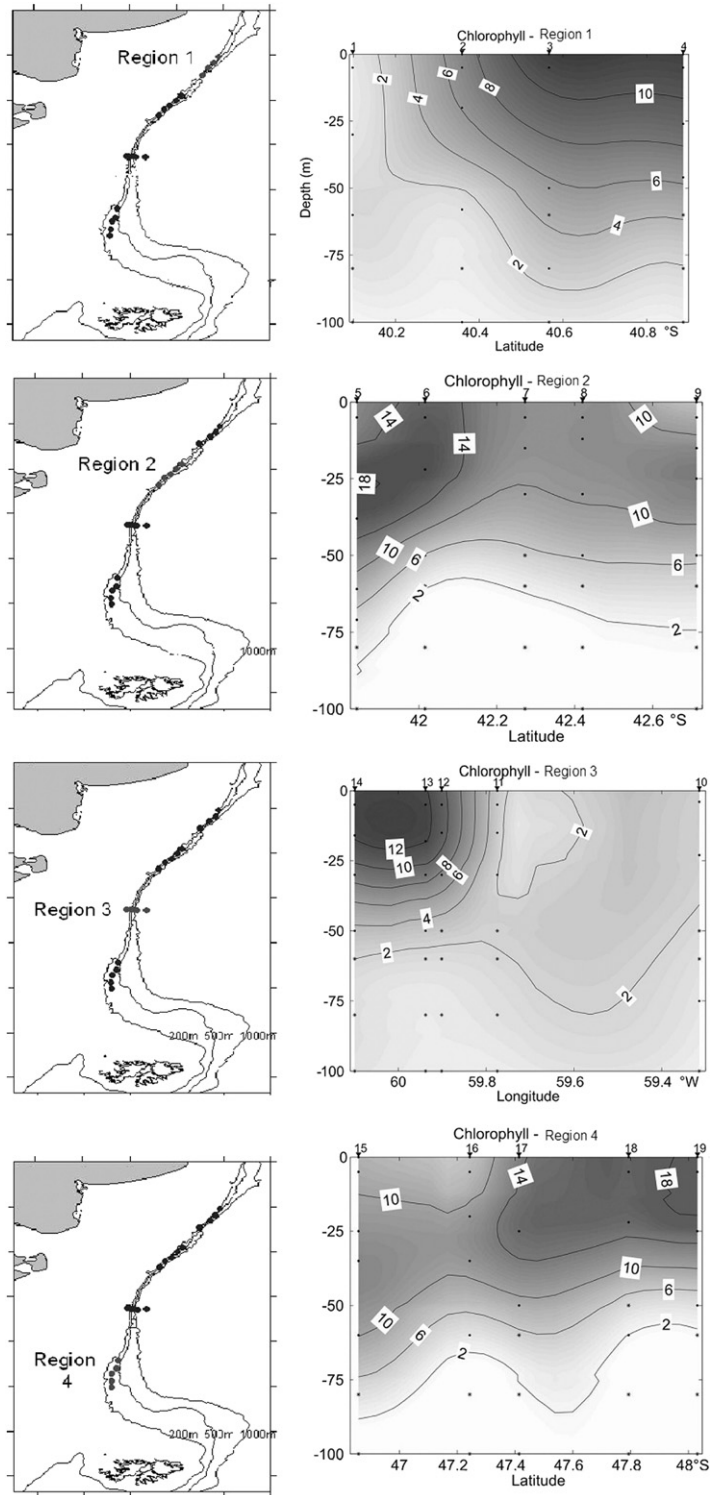 Region 1
Chlorophyll - Region 1
1 2 3 4
0
2 4 6 8 10
-25
-50
6
4
2
-75
-100
Depth (m)
40.2 40.4 40.6 40.8 °S
Latitude
Region 2
1000m
Chlorophyll - Region 2
5 6 7 8 9
0
14 14 10
-25
18
10
-50
10 6 6
2
-75
2
-100
42 42.2 42.4 42.6 °S
Latitude
Region 3
200m 500m 1000m
Chlorophyll - Region 3
14 13 12 11 10
0
2
12
-25
10 8 6
4
-50
2
2
-75
-100
60 59.8 59.6 59.4 °W
Longitude
Region
4
200m 500m 1000m
Chlorophyll - Region 4
15 16 17 18 19
0
10 14 18
-25
10
6
-50
10 6
2 2
-75
-100
47 47.2 47.4 47.6 47.8 48°S
Latitude